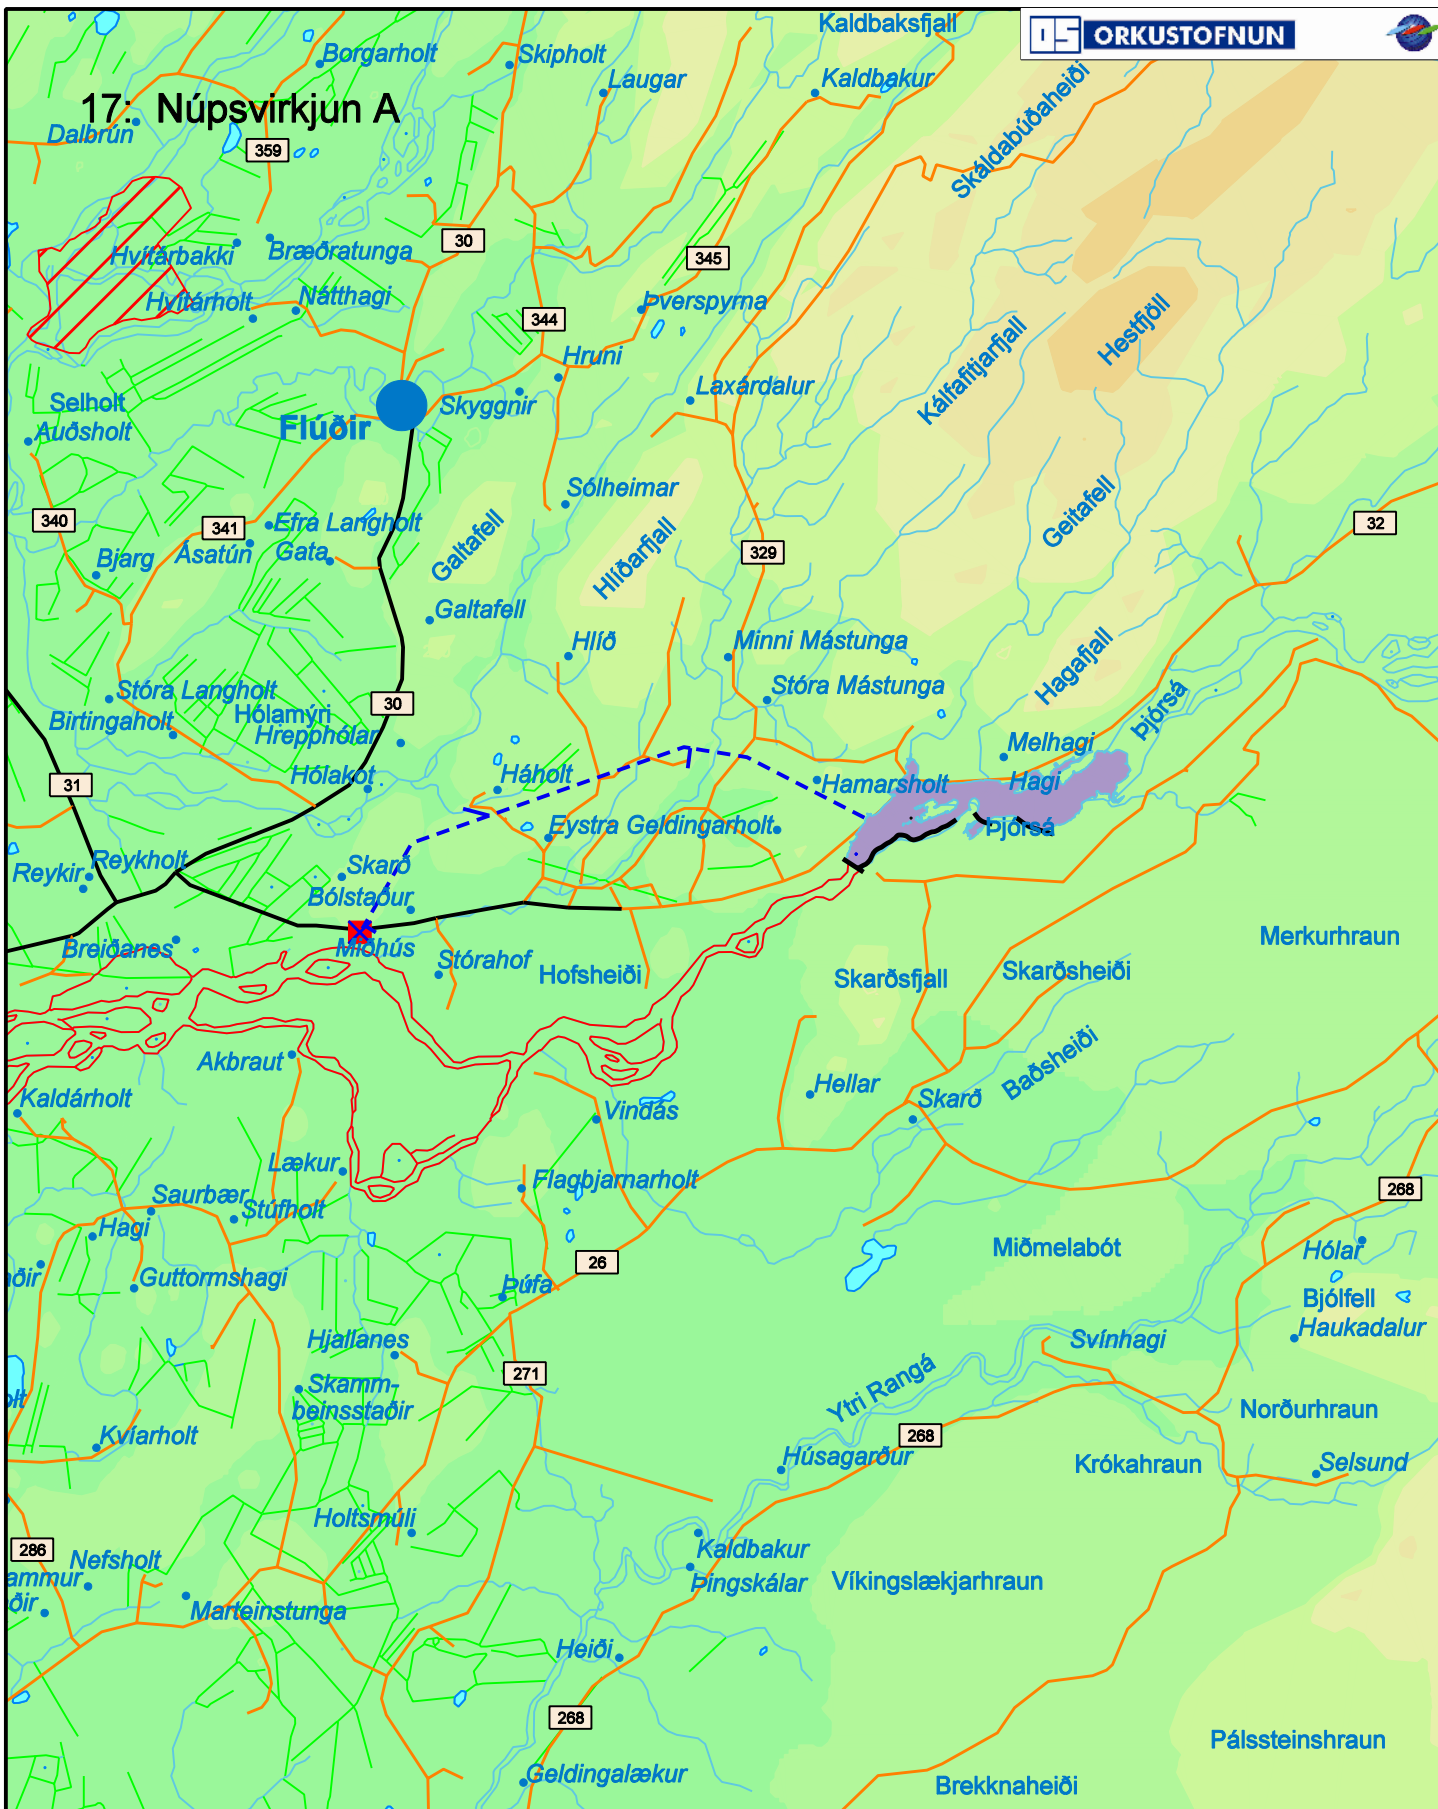 Kaldbaksfjall
OS ORKUSTOFNUN
Borgarholt
Skipholt
Laugar
Kaldbakur
17: Núpsvirkjun A
Dalbrún
359
Skáldabúðaheiði
Hvítárbakki
Bræðratunga
30
345
Hvítárholt
Nátthagi
344
Þverspyrna
Hestfjöll
Kálfafitjarfjall
Hruni
Selholt
Auðsholt
Flúðir
Skyggnir
Laxárdalur
Sólheimar
340
341
Efra Langholt
Ásatún
Gata
Bjarg
Galtafell
Hlíðarfjall
329
Geitafell
32
Galtafell
Hlíð
Minni Mástunga
Stóra Mástunga
Hagafjall
Þjórsá
Stóra Langholt
Hólamýri
Birtingaholt
Hrepphólar
30
Hólakot
Háholt
Melhagi
Hagi
Hamarsholt
31
Eystra Geldingarholt
Þjórsá
Reykholt
Reykir
Skarð
Bólstaður
Breiðanes
Miðhús
Stórahof
Hofsheiði
Skarðsfjall
Skarðsheiði
Merkurhraun
Akbraut
Baðsheiði
Hellar
Skarð
Kaldárholt
Vindás
Lækur
Flagbjarnarholt
268
Saurbær
Stúfholt
Hagi
Miðmelabót
Hólar
26
aðir
Guttormshagi
Þúfa
Bjólfell
Haukadalur
Hjallanes
Svínhagi
271
Skamm-
beinsstaðir
olt
Ytri Rangá
Norðurhraun
Kvíarholt
268
Húsagarður
Krókahraun
Selsund
Holtsmúli
286
Nefsholt
Kaldbakur
ammur
Þingskálar
Víkingslækjarhraun
ðir
Marteinstunga
Heiði
268
Pálssteinshraun
Geldingalækur
Brekknaheiði